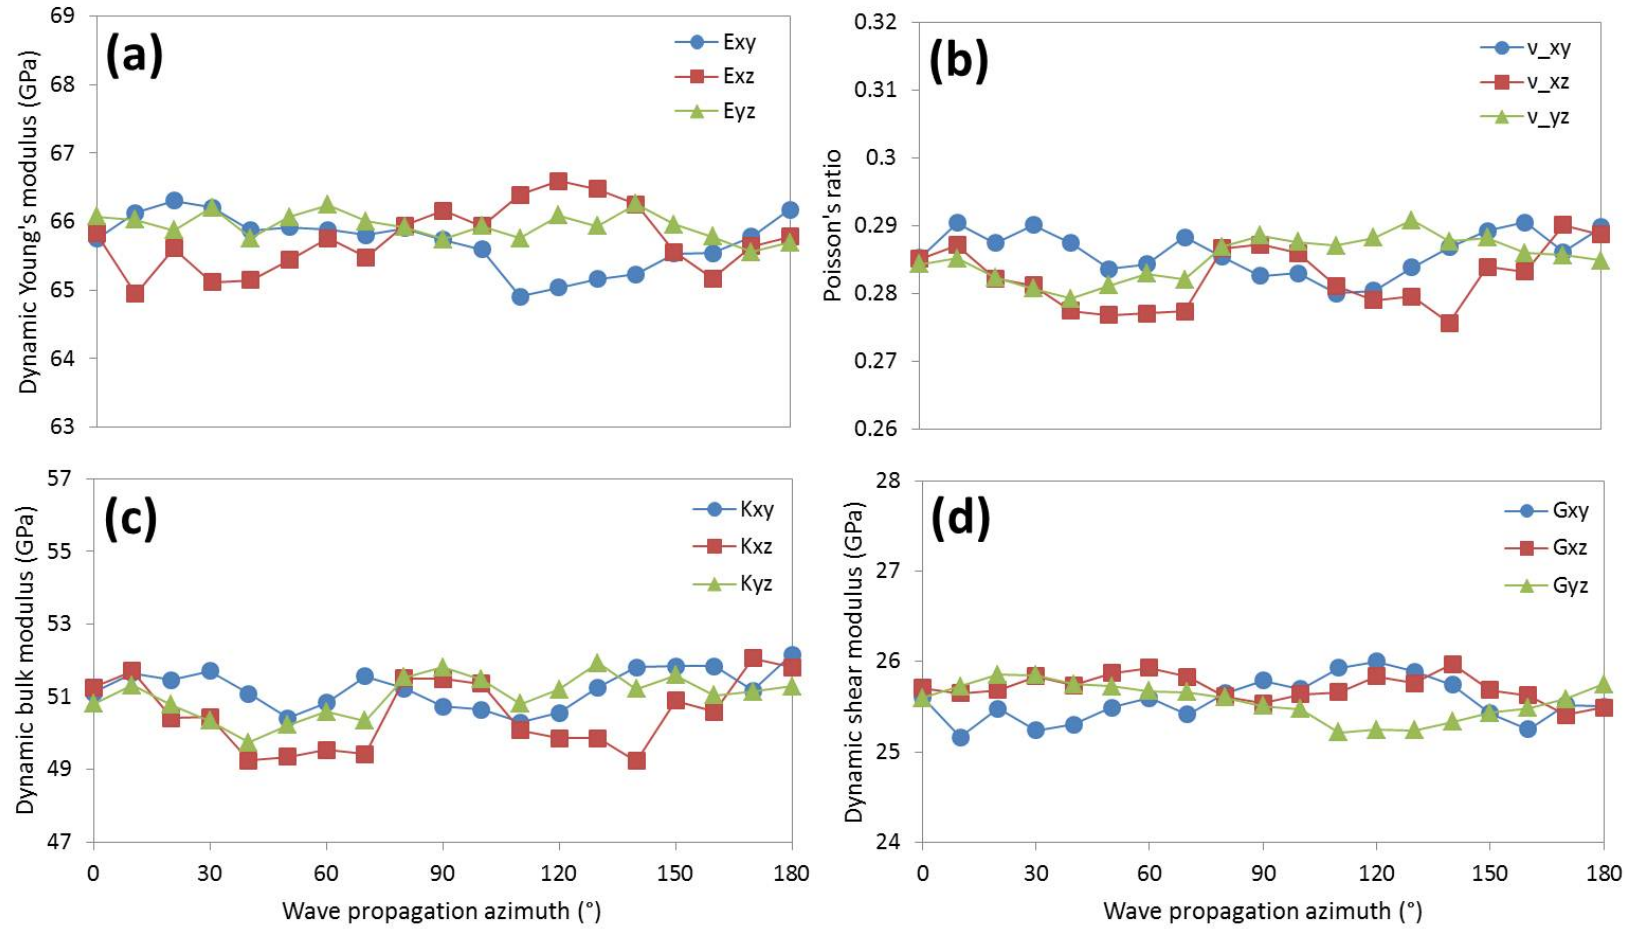 (a)
Dynamic Young's modulus (GPa)
69
68
67
66
65
64
63
Exy
Exz
Eyz
(b)
Poisson's ratio
0.32
0.31
0.3
0.29
0.28
0.27
0.26
ν_xy
ν_xz
ν_yz
(c)
Dynamic bulk modulus (GPa)
57
55
53
51
49
47
Kxy
Kxz
Kyz
0 30 60 90 120 150 180
Wave propagation azimuth (°)
(d)
Dynamic shear modulus (GPa)
28
27
26
25
24
Gxy
Gxz
Gyz
0 30 60 90 120 150 180
Wave propagation azimuth (°)